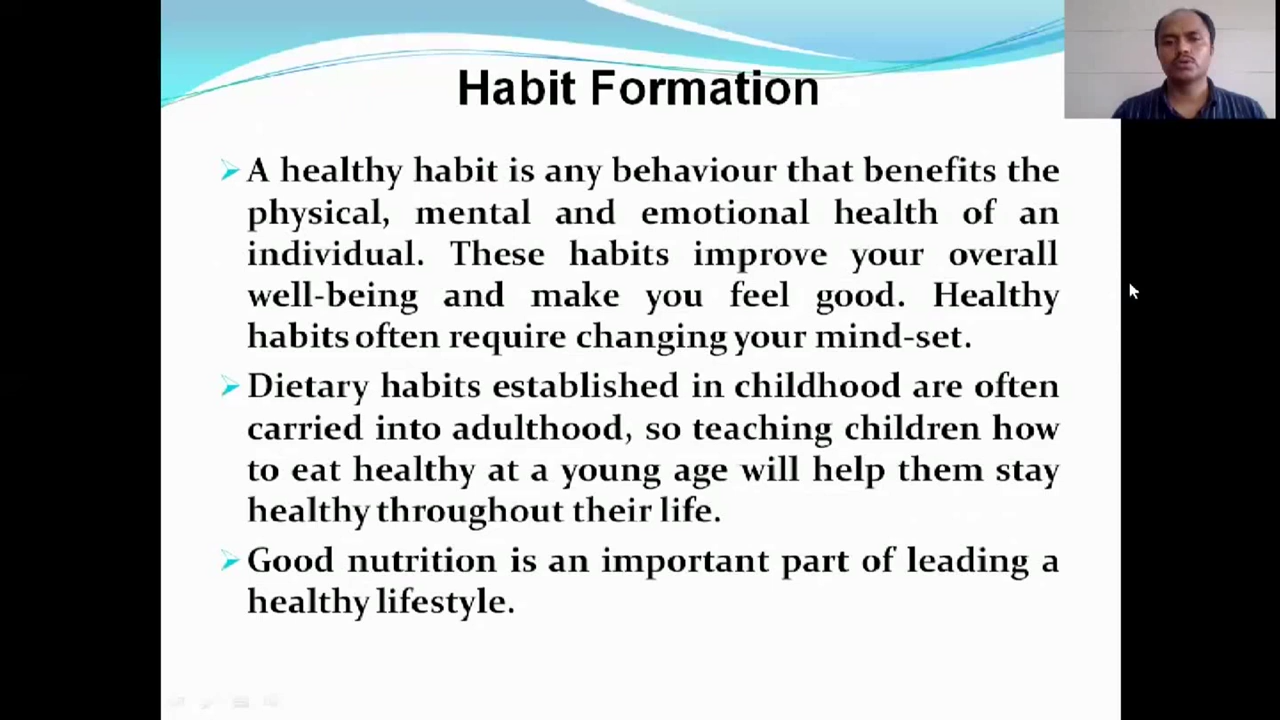 Habit Formation
A healthy habit is any behaviour that benefits the
physical, mental and emotional health of an
individual. These habits improve your overall
well-being and make you feel good. Healthy
habits often require changing your mind-set.
Dietary habits established in childhood are often
carried into adulthood, so teaching children how
to eat healthy at a young age will help them stay
healthy throughout their life.
Good nutrition is an important part of leading a
healthy lifestyle.